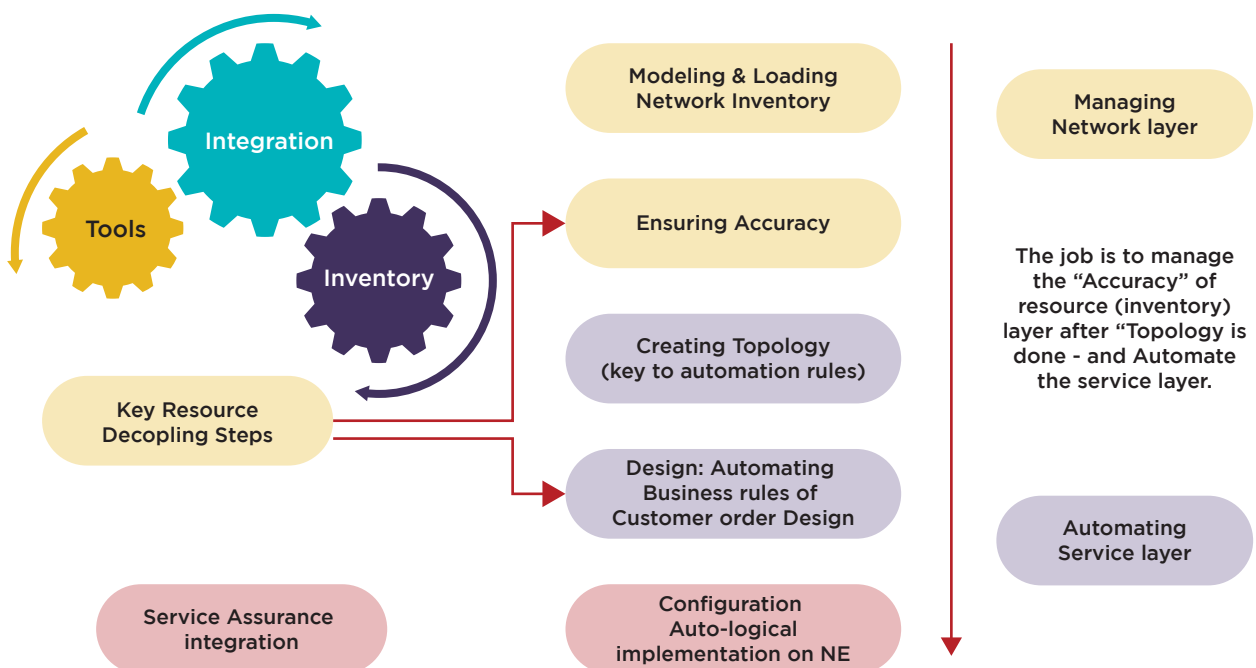 Integration
Tools
Inventory
Key Resource
Decopling Steps
Service Assurance
integration
Modeling & Loading
Network Inventory
Ensuring Accuracy
Creating Topology
(key to automation rules)
Design: Automating
Business rules of
Customer order Design
Configuration
Auto-logical
implementation on NE
Managing
Network layer
The job is to manage
the “Accuracy” of
resource (inventory)
layer after “Topology is
done - and Automate
the service layer.
Automating
Service layer